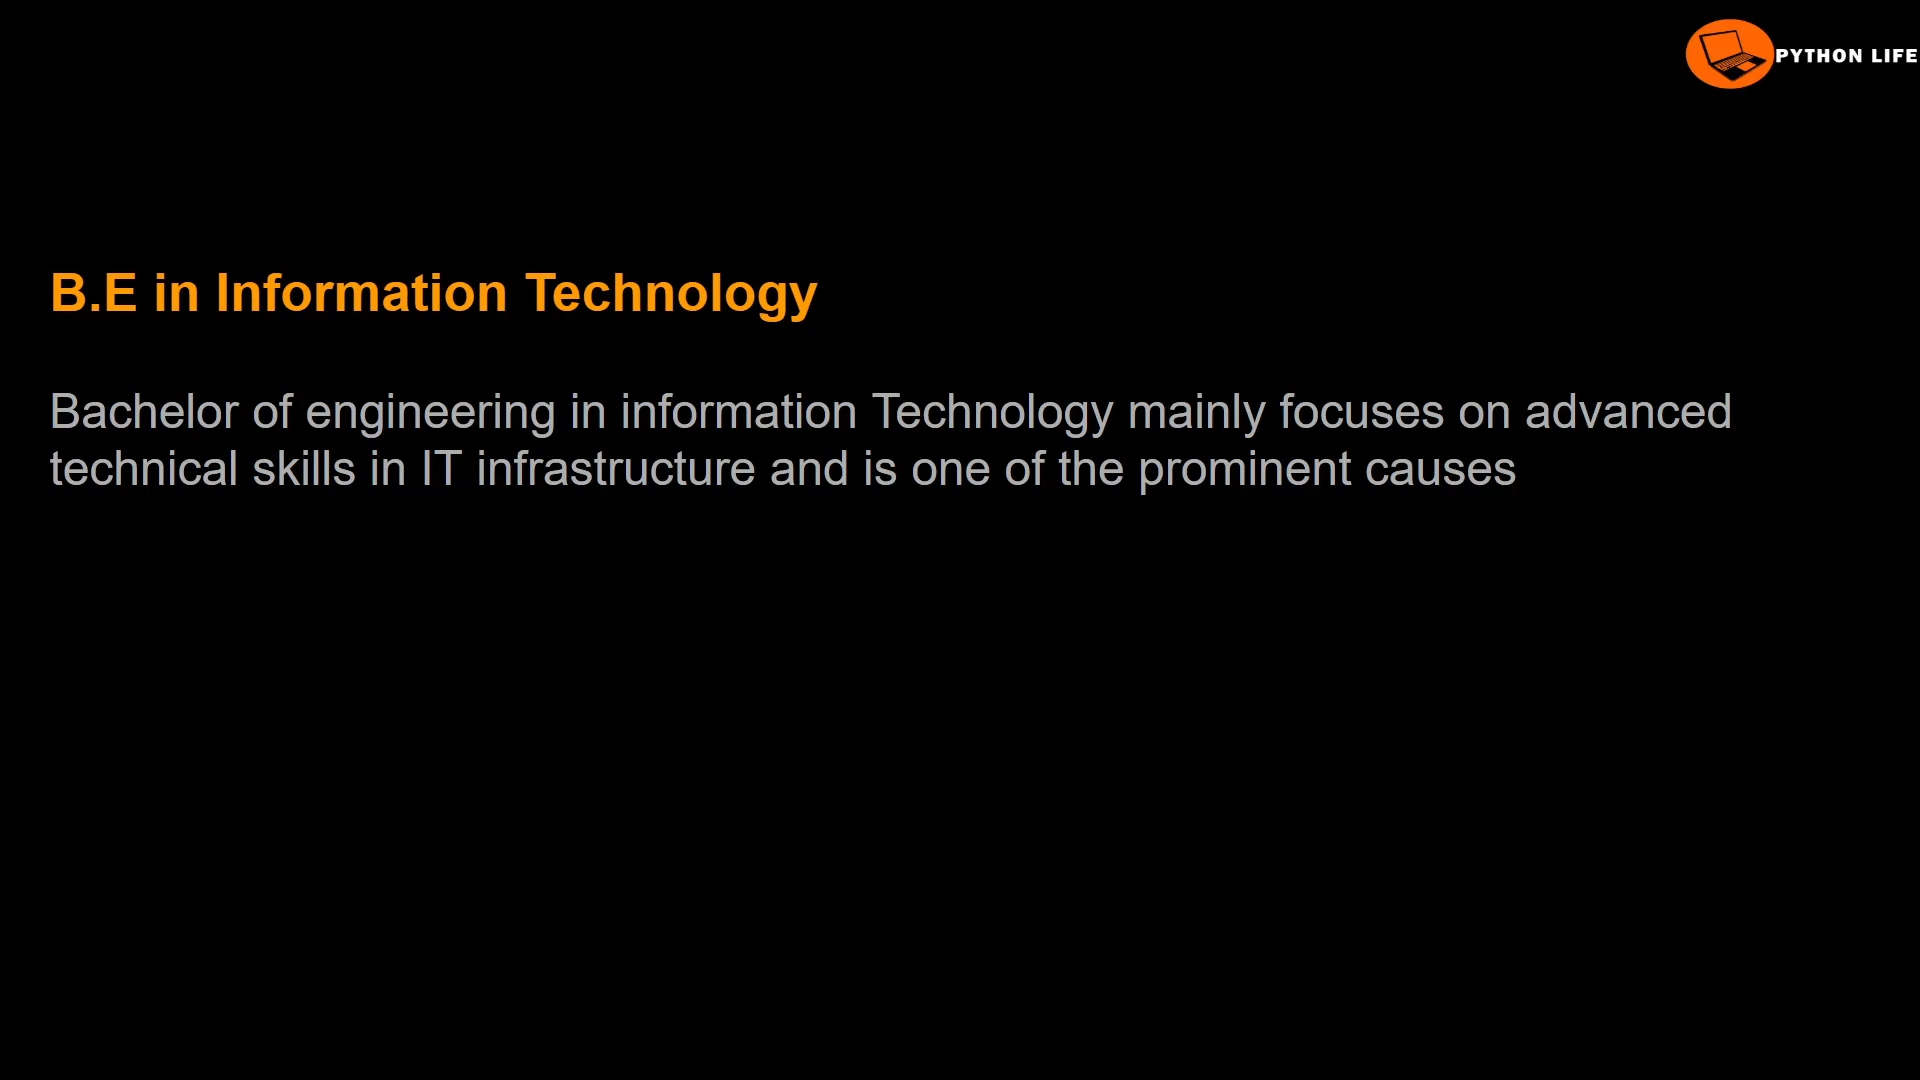 PYTHON LIFE
B.E in Information Technology
Bachelor of engineering in information Technology mainly focuses on advanced
technical skills in IT infrastructure and is one of the prominent causes